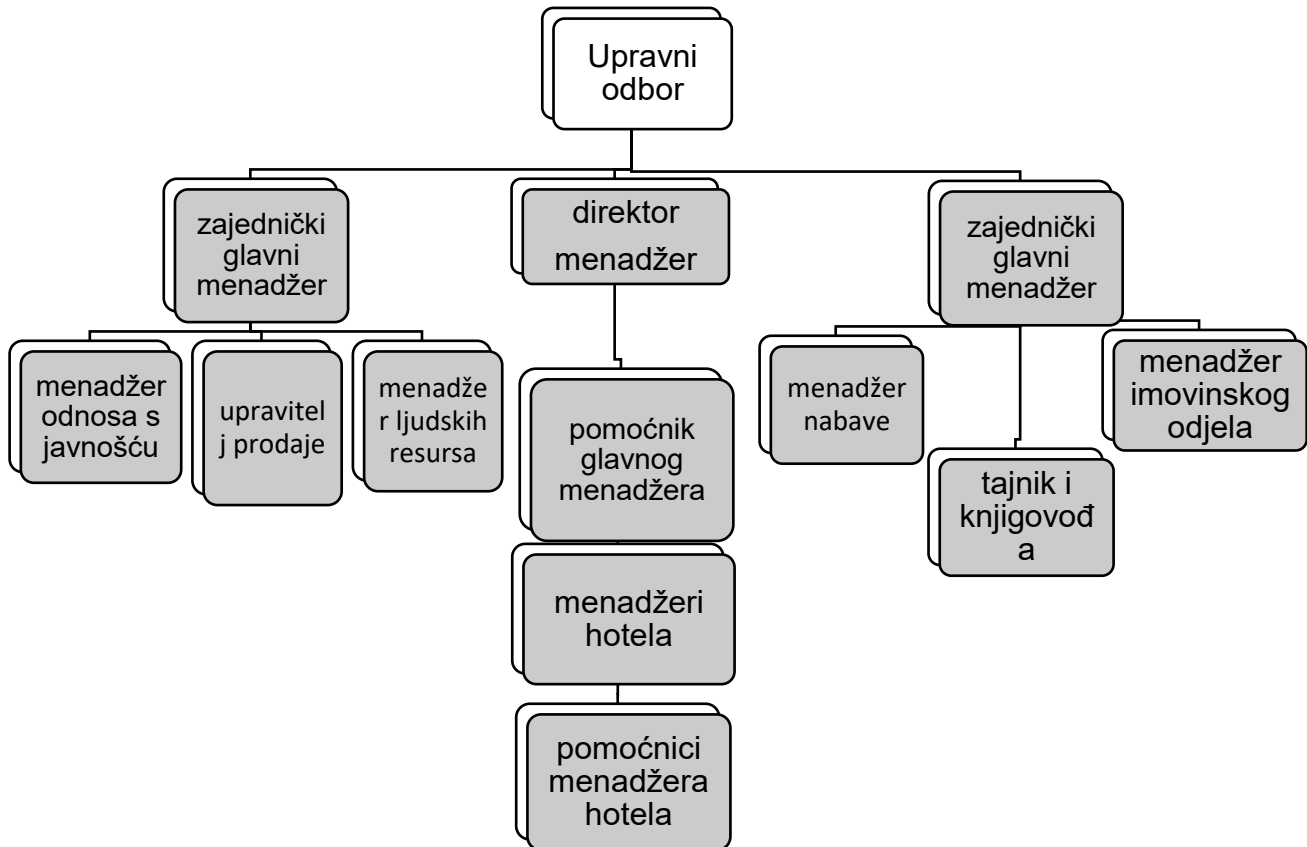 Upravni
odbor
zajednički
glavni
menadžer
direktor
menadžer
zajednički
glavni
menadžer
menadžer
odnosa s
javnošću
upravitel
j prodaje
menadže
r ljudskih
resursa
pomoćnik
glavnog
menadžera
menadžer
nabave
tajnik i
knjigovođ
a
menadžer
imovinskog
odjela
menadžeri
hotela
pomoćnici
menadžera
hotela